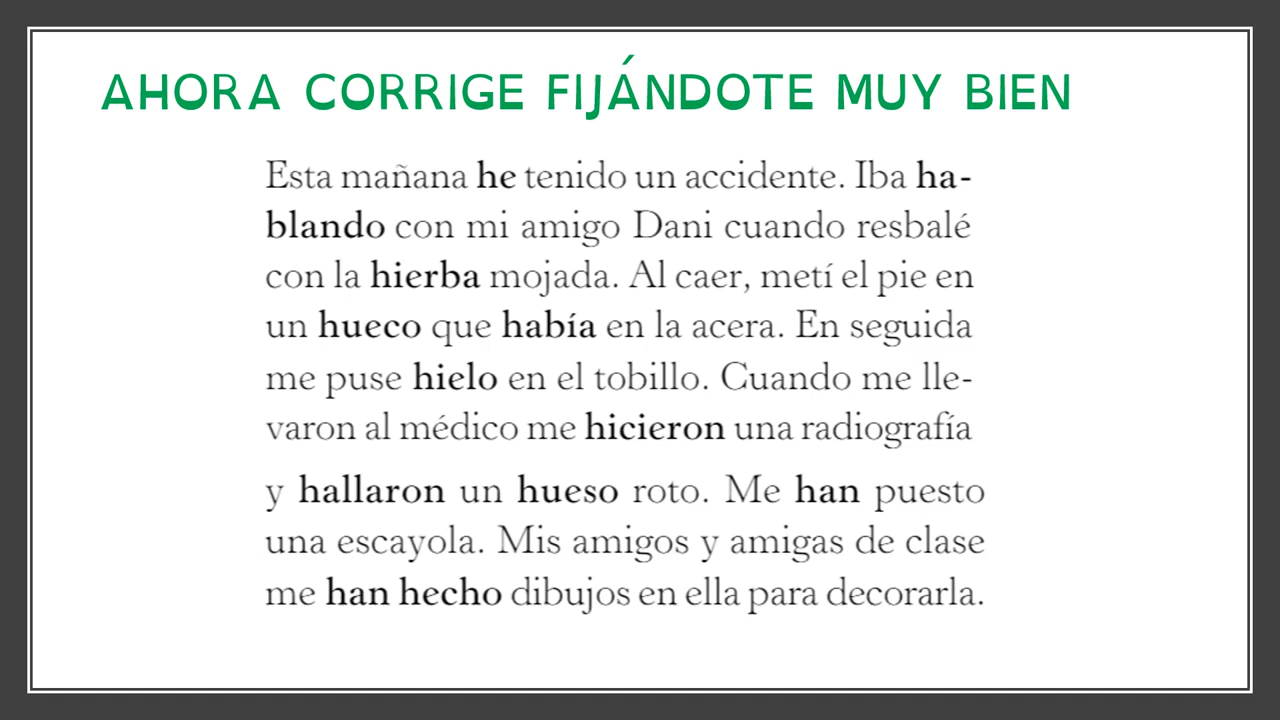 AHORA CORRIGE FIJÁNDOTE MUY BIEN
Esta mañana he tenido un accidente. Iba ha-
blando con mi amigo Dani cuando resbalé
con la hierba mojada. Al caer, metí el pie en
un hueco que había en la acera. En seguida
me puse hielo en el tobillo. Cuando me lle-
varon al médico me hicieron una radiografía
y hallaron un hueso roto. Me han puesto
una escayola. Mis amigos y amigas de clase
me han hecho dibujos en ella para decorarla.